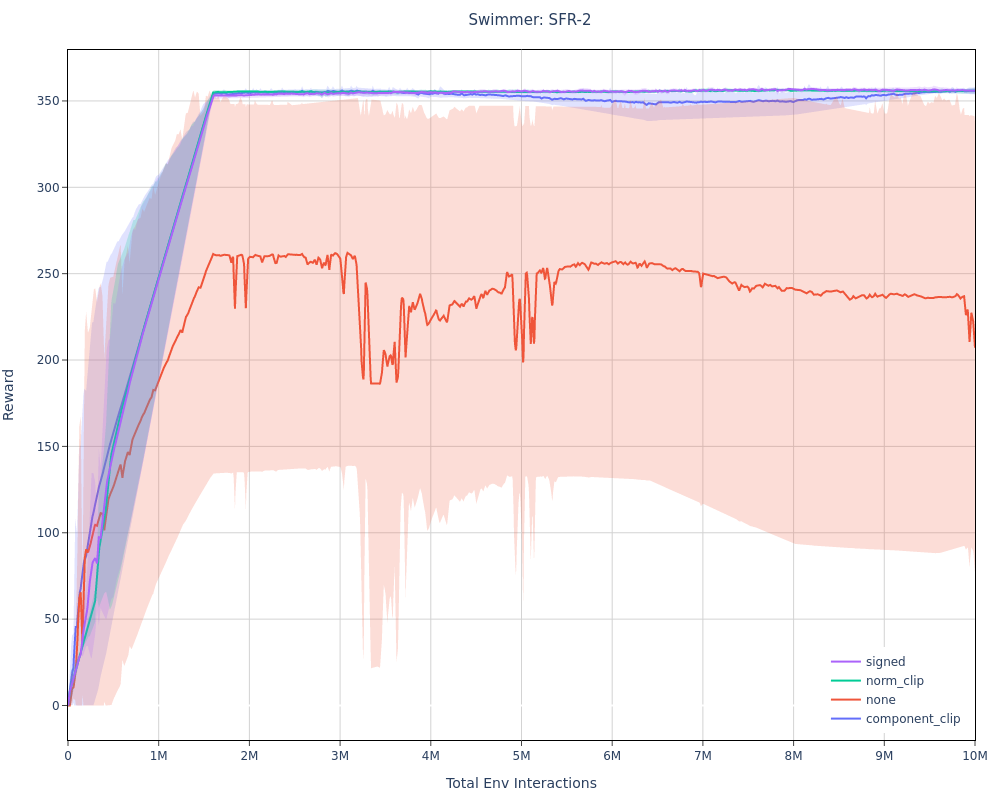 Swimmer: SFR-2
350
300
250
200
150
100
50
0
Reward
0 1M 2M 3M 4M 5M 6M 7M 8M 9M 10M
Total Env Interactions
signed
norm_clip
none
component_clip